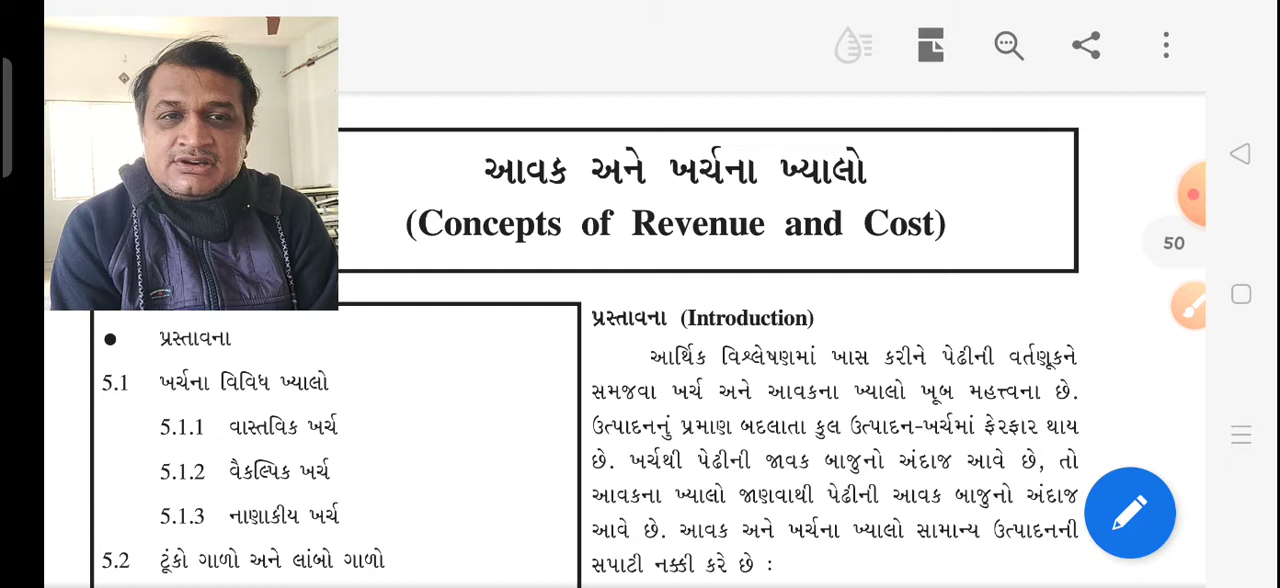 આવક અને ખર્ચના ખ્યાલો
(Concepts of Revenue and Cost)
50
● પ્રસ્તાવના
5.1 ખર્ચના વિવિધ ખ્યાલો
5.1.1 વાસ્તવિક ખર્ચ
5.1.2 વૈકલ્પિક ખર્ચ
5.1.3 નાણાકીય ખર્ચ
5.2 ટૂંકો ગાળો અને લાંબો ગાળો
પ્રસ્તાવના (Introduction)
આર્થિક વિશ્લેષણમાં ખાસ કરીને પેઢીની વર્તણૂકને
સમજવા ખર્ચ અને આવકના ખ્યાલો ખૂબ મહત્ત્વના છે.
ઉત્પાદનનું પ્રમાણ બદલાતા કુલ ઉત્પાદન-ખર્ચમાં ફેરફાર થાય
છે. ખર્ચથી પેઢીની જાવક બાજુનો અંદાજ આવે છે, તો
આવકના ખ્યાલો જાણવાથી પેઢીની આવક બાજુનો અંદાજ
આવે છે. આવક અને ખર્ચના ખ્યાલો સામાન્ય ઉત્પાદનની
સપાટી નક્કી કરે છે :